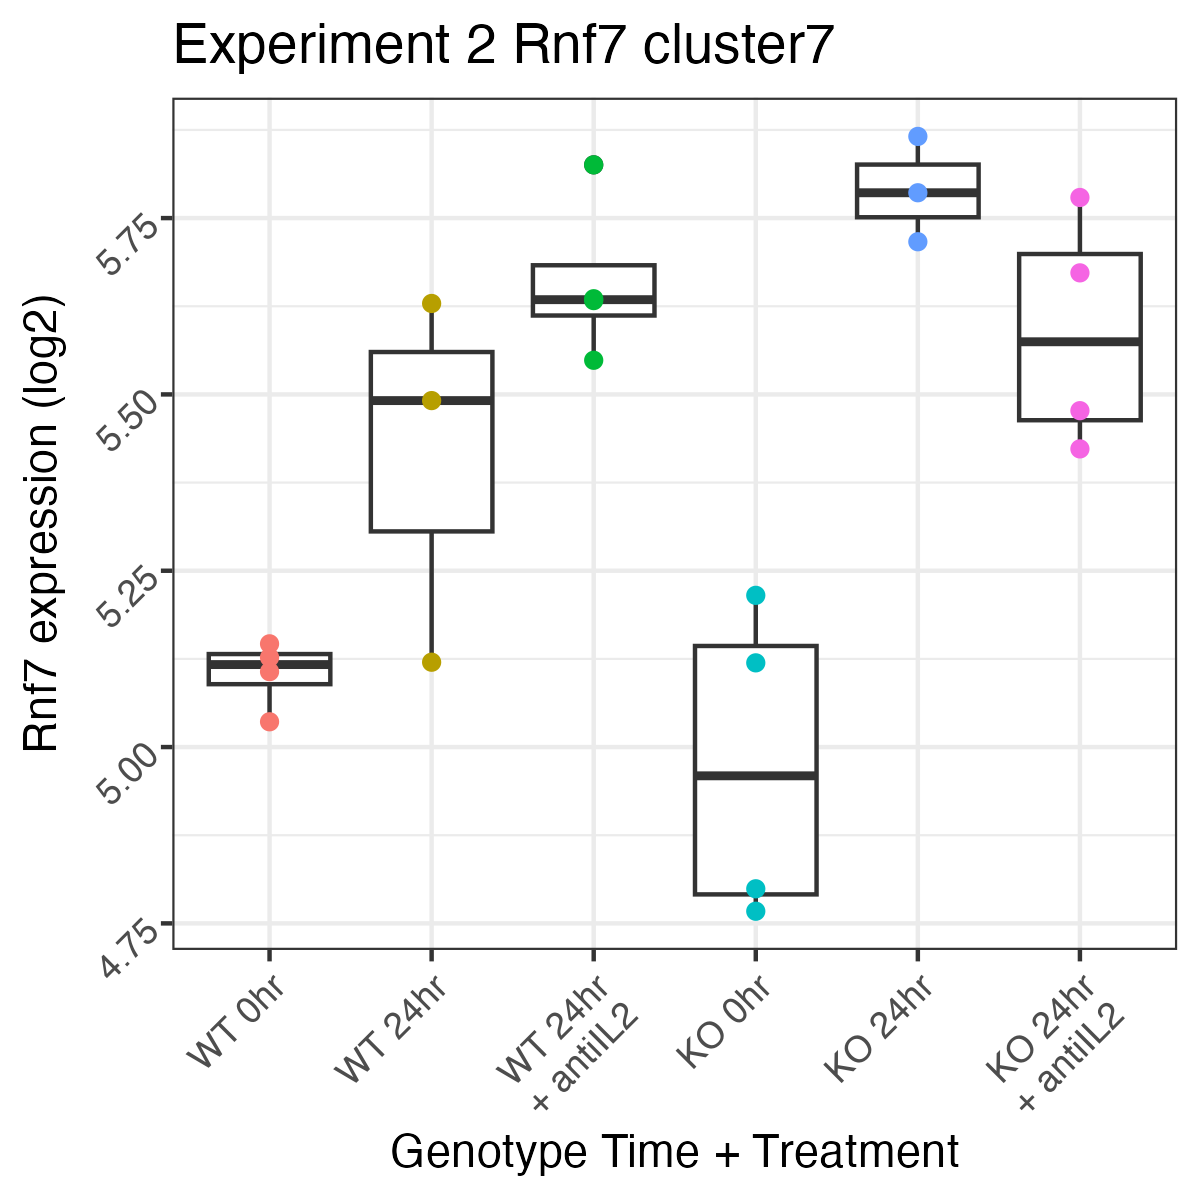 Experiment 2 Rnf7 cluster7
Rnf7 expression (log2)
5.75
5.50
5.25
5.00
4.75
WT 0hr
WT 24hr
WT 24hr
+ antiIL2
KO 0hr
KO 24hr
KO 24hr
+ antiIL2
Genotype Time + Treatment